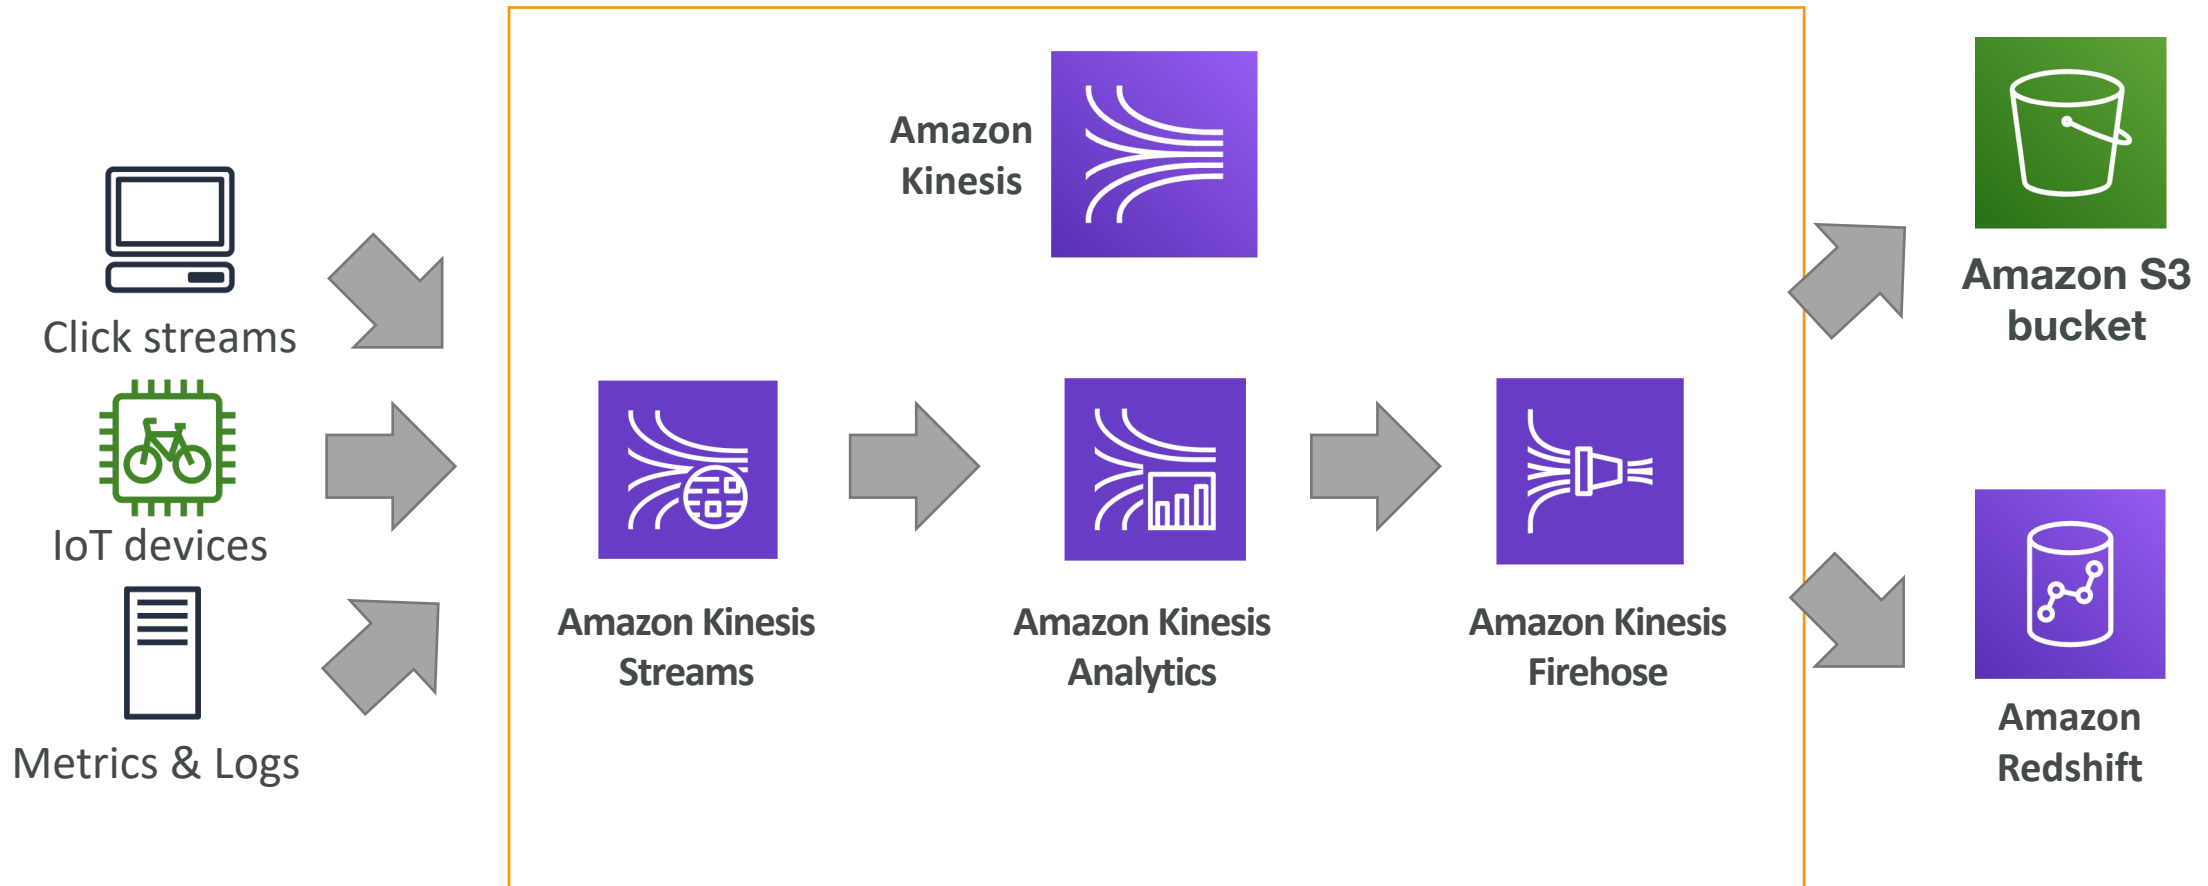 Amazon
Kinesis
Click streams
IoT devices
Metrics & Logs
Amazon Kinesis
Streams
Amazon Kinesis
Analytics
Amazon Kinesis
Firehose
Amazon S3
bucket
Amazon
Redshift